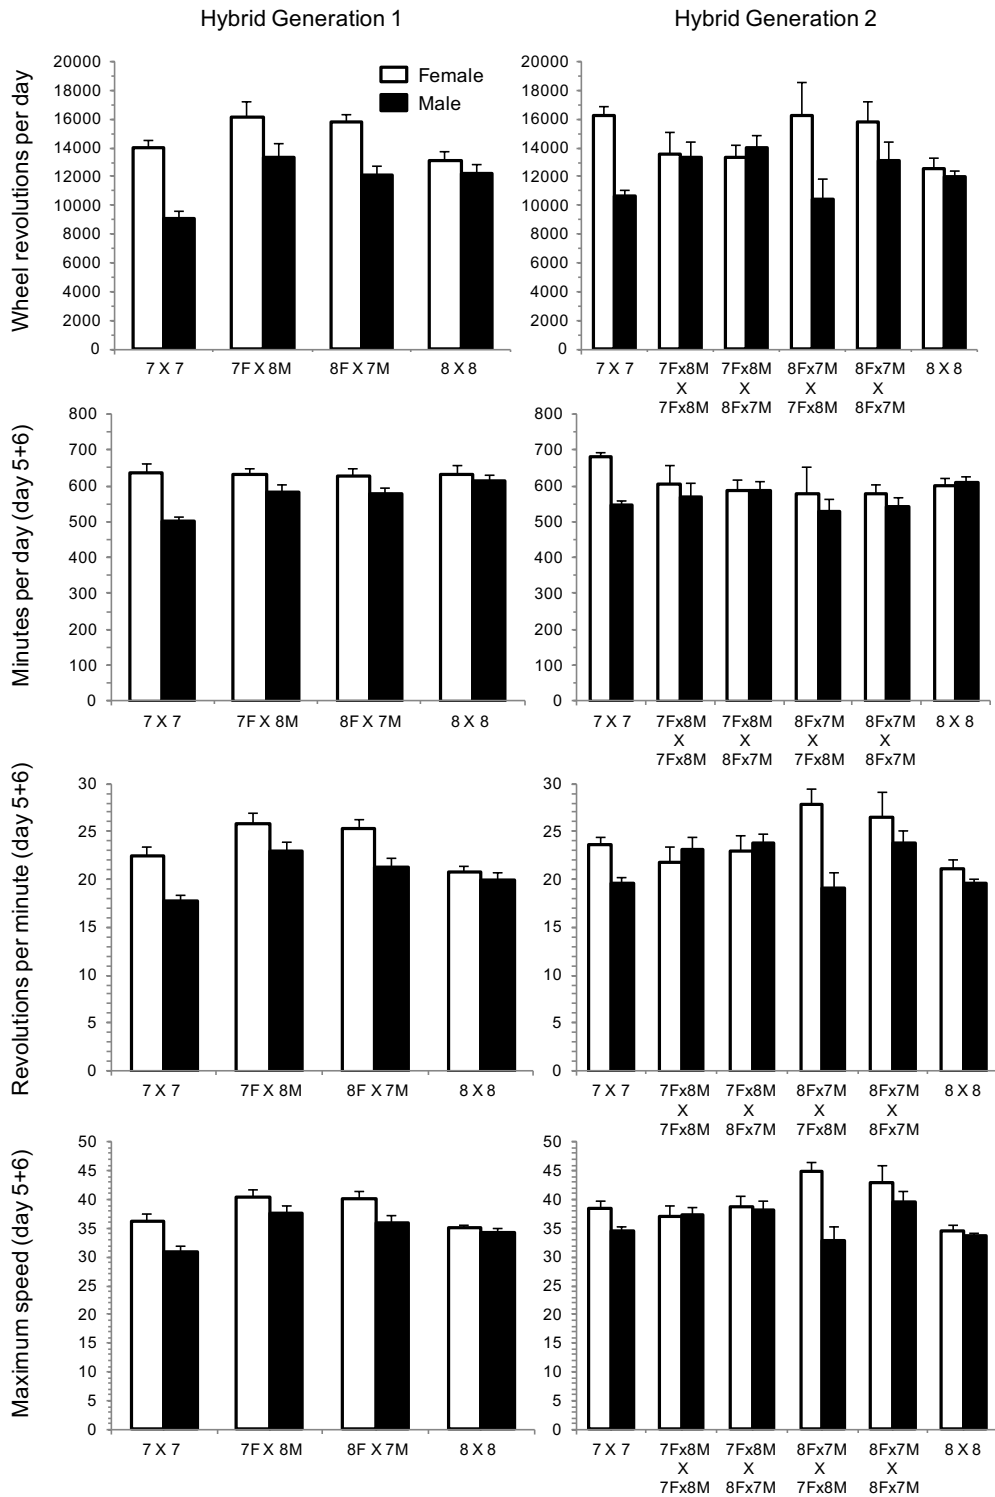 Hybrid Generation 1
Hybrid Generation 2
Wheel revolutions per day
20000
18000
16000
14000
12000
10000
8000
6000
4000
2000
0
Female
Male
7 X 7
7F X 8M
8F X 7M
8 X 8
20000
18000
16000
14000
12000
10000
8000
6000
4000
2000
0
7 X 7
7Fx8M
X
7Fx8M
7Fx8M
X
8Fx7M
8Fx7M
X
7Fx8M
8Fx7M
X
8Fx7M
8 X 8
Minutes per day (day 5+6)
800
700
600
500
400
300
200
100
0
7 X 7
7F X 8M
8F X 7M
8 X 8
800
700
600
500
400
300
200
100
0
7 X 7
7Fx8M
X
7Fx8M
7Fx8M
X
8Fx7M
8Fx7M
X
7Fx8M
8Fx7M
X
8Fx7M
8 X 8
Revolutions per minute (day 5+6)
30
25
20
15
10
5
0
7 X 7
7F X 8M
8F X 7M
8 X 8
30
25
20
15
10
5
0
7 X 7
7Fx8M
X
7Fx8M
7Fx8M
X
8Fx7M
8Fx7M
X
7Fx8M
8Fx7M
X
8Fx7M
8 X 8
Maximum speed (day 5+6)
50
45
40
35
30
25
20
15
10
5
0
7 X 7
7F X 8M
8F X 7M
8 X 8
50
45
40
35
30
25
20
15
10
5
0
7 X 7
7Fx8M
X
7Fx8M
7Fx8M
X
8Fx7M
8Fx7M
X
7Fx8M
8Fx7M
X
8Fx7M
8 X 8